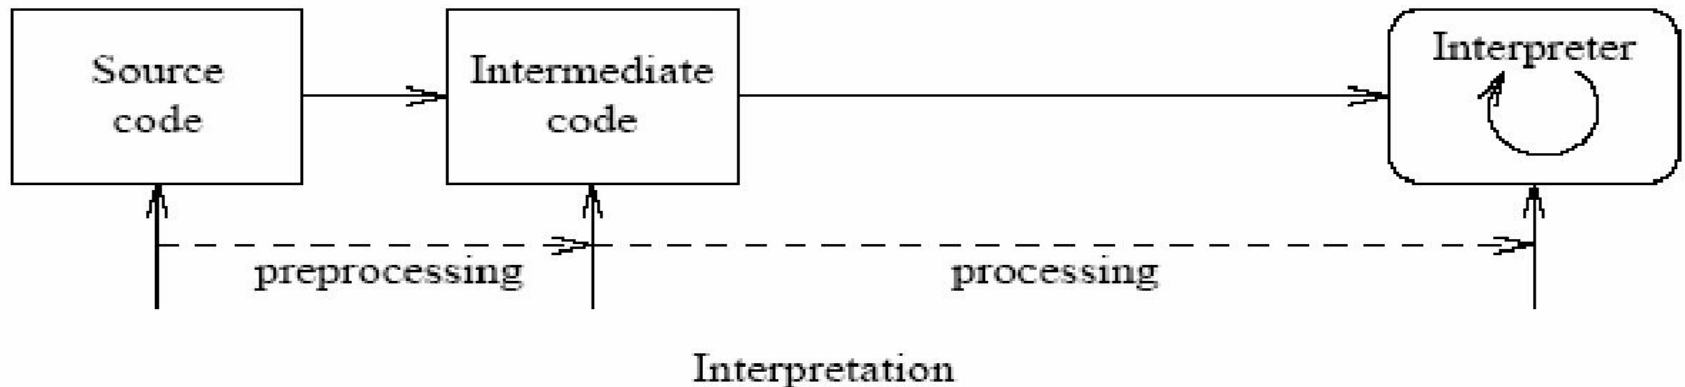 Source
code
Intermediate
code
Interpreter
preprocessing
processing
Interpretation